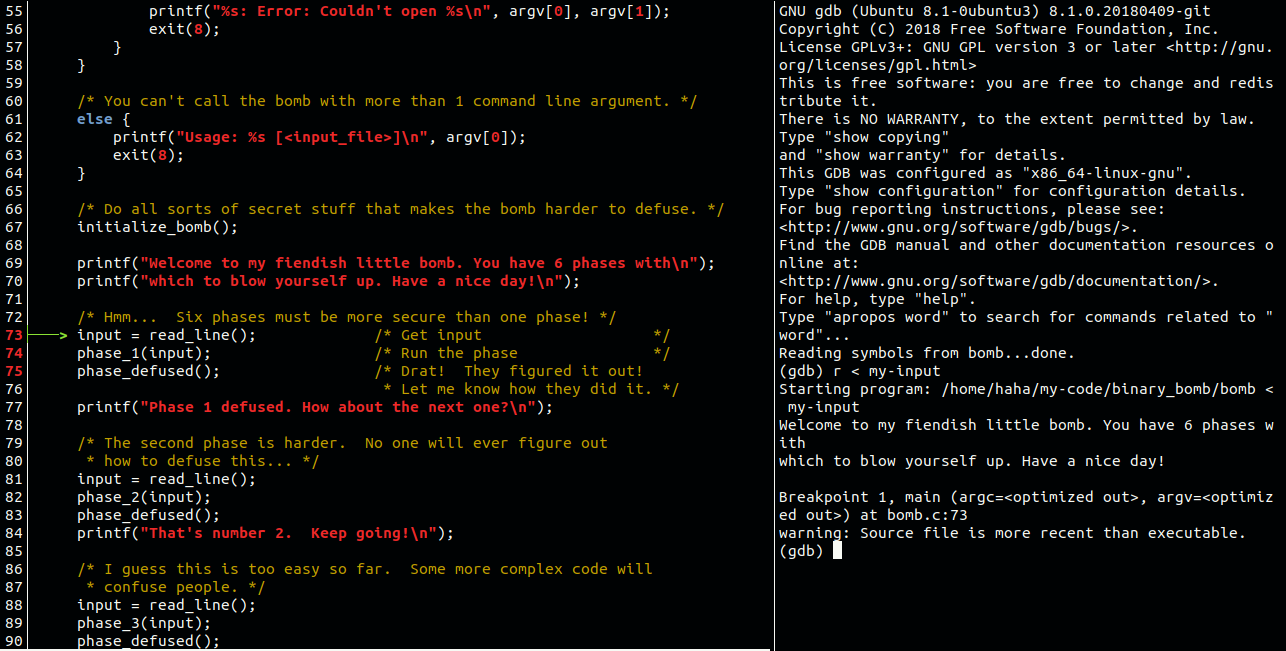 55             printf("%s: Error: Couldn't open %s\n", argv[0], argv[1]);
56             exit(8);
57         }
58     }
59
60     /* You can't call the bomb with more than 1 command line argument. */
61     else {
62         printf("Usage: %s [<input_file>]\n", argv[0]);
63         exit(8);
64     }
65
66     /* Do all sorts of secret stuff that makes the bomb harder to defuse. */
67     initialize_bomb();
68
69     printf("Welcome to my fiendish little bomb. You have 6 phases with\n");
70     printf("which to blow yourself up. Have a nice day!\n");
71
72     /* Hmm...  Six phases must be more secure than one phase! */
73 ───> input = read_line();             /* Get input                   */
74     phase_1(input);                  /* Run the phase               */
75     phase_defused();                 /* Drat!  They figured it out!
76                                       * Let me know how they did it. */
77     printf("Phase 1 defused. How about the next one?\n");
78
79     /* The second phase is harder.  No one will ever figure out
80      * how to defuse this... */
81     input = read_line();
82     phase_2(input);
83     phase_defused();
84     printf("That's number 2.  Keep going!\n");
85
86     /* I guess this is too easy so far.  Some more complex code will
87      * confuse people. */
88     input = read_line();
89     phase_3(input);
90     phase_defused();
GNU gdb (Ubuntu 8.1-0ubuntu3) 8.1.0.20180409-git
Copyright (C) 2018 Free Software Foundation, Inc.
License GPLv3+: GNU GPL version 3 or later <http://gnu.
org/licenses/gpl.html>
This is free software: you are free to change and redis
tribute it.
There is NO WARRANTY, to the extent permitted by law.
Type "show copying"
and "show warranty" for details.
This GDB was configured as "x86_64-linux-gnu".
Type "show configuration" for configuration details.
For bug reporting instructions, please see:
<http://www.gnu.org/software/gdb/bugs/>.
Find the GDB manual and other documentation resources o
nline at:
<http://www.gnu.org/software/gdb/documentation/>.
For help, type "help".
Type "apropos word" to search for commands related to "
word"...
Reading symbols from bomb...done.
(gdb) r < my-input
Starting program: /home/haha/my-code/binary_bomb/bomb <
 my-input
Welcome to my fiendish little bomb. You have 6 phases w
ith
which to blow yourself up. Have a nice day!

Breakpoint 1, main (argc=<optimized out>, argv=<optimiz
ed out>) at bomb.c:73
warning: Source file is more recent than executable.
(gdb)